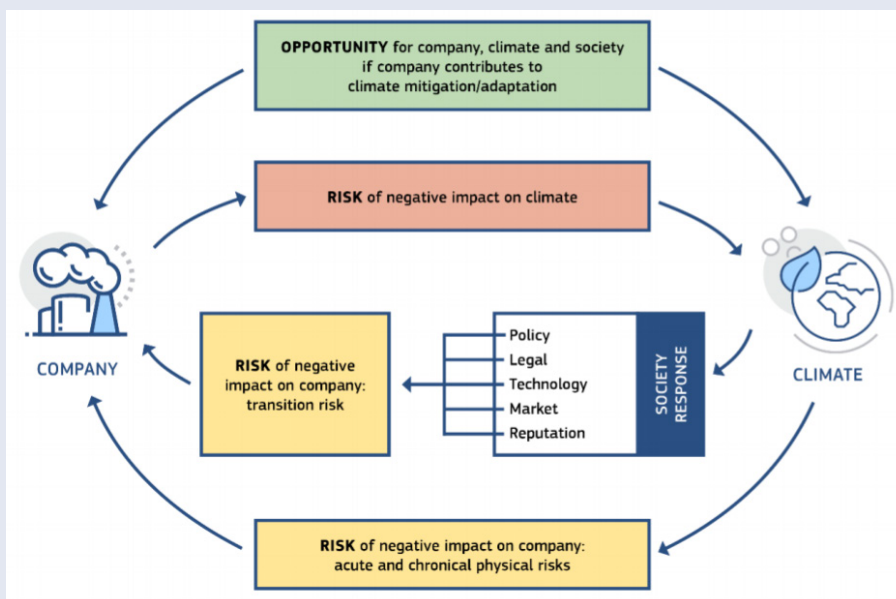 OPPORTUNITY for company, climate and society
if company contributes to
climate mitigation/adaptation
RISK of negative impact on climate
COMPANY
RISK of negative
impact on company:
transition risk
Policy
Legal
Technology
Market
Reputation
SOCIETY
RESPONSE
CLIMATE
RISK of negative impact on company:
acute and chronical physical risks